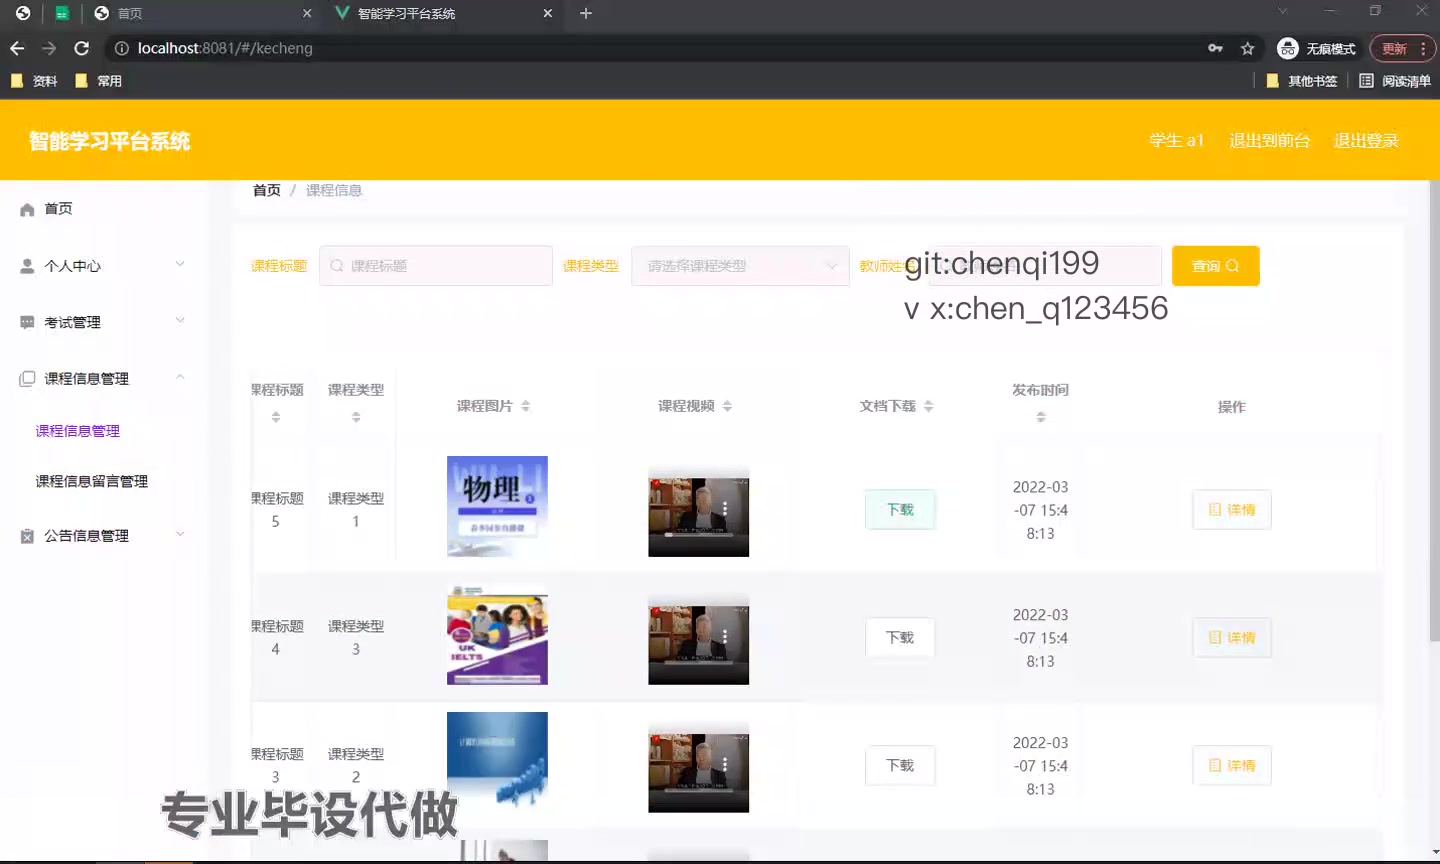 首页
智能学习平台系统
localhost:8081/#/kecheng
无痕模式
更新
资料
常用
其他书签
阅读清单
智能学习平台系统
学生 a1
退出到前台
退出登录
首页 / 课程信息
首页
个人中心
考试管理
课程信息管理
课程信息管理
课程信息留言管理
公告信息管理
课程标题
课程标题
课程类型
请选择课程类型
教师姓名
查询
git:chenqi199
v x:chen_q123456
课程标题
课程类型
课程图片
课程视频
文档下载
发布时间
操作
课程标题
5
课程类型
1
物理
下载
2022-03
-07 15:4
8:13
详情
课程标题
4
课程类型
3
UK
IELTS
下载
2022-03
-07 15:4
8:13
详情
课程标题
3
课程类型
2
下载
2022-03
-07 15:4
8:13
详情
专业毕设代做